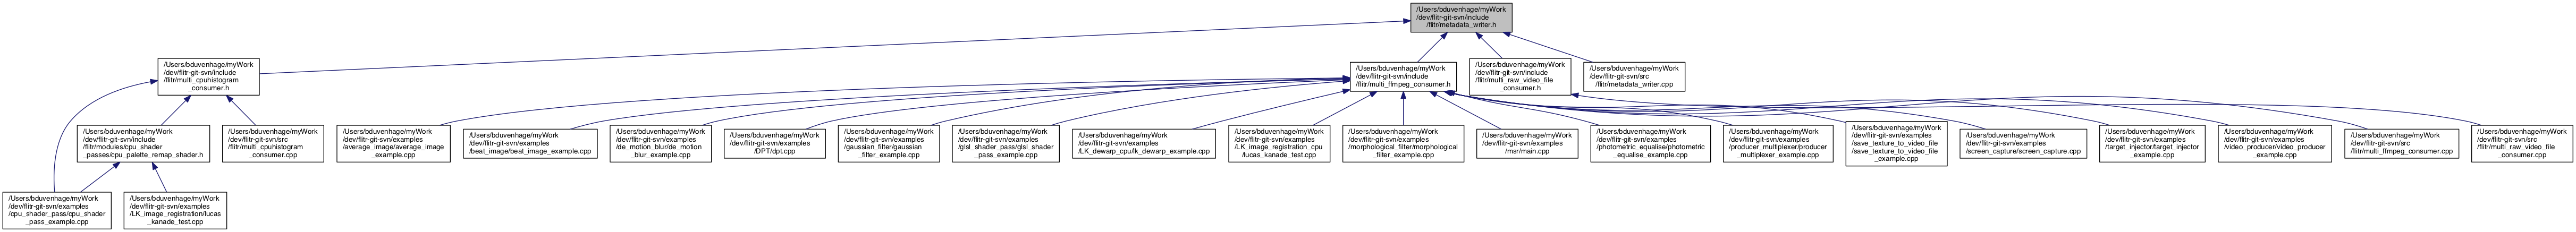 /Users/bduvenhage/myWork
/dev/flitr-git-svn/include
/flitr/metadata_writer.h
/Users/bduvenhage/myWork
/dev/flitr-git-svn/include
/flitr/multi_cpuhistogram
_consumer.h
/Users/bduvenhage/myWork
/dev/flitr-git-svn/include
/flitr/multi_ffmpeg_consumer.h
/Users/bduvenhage/myWork
/dev/flitr-git-svn/include
/flitr/multi_raw_video_file
_consumer.h
/Users/bduvenhage/myWork
/dev/flitr-git-svn/src
/flitr/metadata_writer.cpp
/Users/bduvenhage/myWork
/dev/flitr-git-svn/include
/flitr/modules/cpu_shader
_passes/cpu_palette_remap_shader.h
/Users/bduvenhage/myWork
/dev/flitr-git-svn/src
/flitr/multi_cpuhistogram
_consumer.cpp
/Users/bduvenhage/myWork
/dev/flitr-git-svn/examples
/average_image/average_image
_example.cpp
/Users/bduvenhage/myWork
/dev/flitr-git-svn/examples
/beat_image/beat_image_example.cpp
/Users/bduvenhage/myWork
/dev/flitr-git-svn/examples
/de_motion_blur/de_motion
_blur_example.cpp
/Users/bduvenhage/myWork
/dev/flitr-git-svn/examples
/DPT/dpt.cpp
/Users/bduvenhage/myWork
/dev/flitr-git-svn/examples
/gaussian_filter/gaussian
_filter_example.cpp
/Users/bduvenhage/myWork
/dev/flitr-git-svn/examples
/glsl_shader_pass/glsl_shader
_pass_example.cpp
/Users/bduvenhage/myWork
/dev/flitr-git-svn/examples
/LK_dewarp_cpu/lk_dewarp_example.cpp
/Users/bduvenhage/myWork
/dev/flitr-git-svn/examples
/LK_image_registration_cpu
/lucas_kanade_test.cpp
/Users/bduvenhage/myWork
/dev/flitr-git-svn/examples
/morphological_filter/morphological
_filter_example.cpp
/Users/bduvenhage/myWork
/dev/flitr-git-svn/examples
/msr/main.cpp
/Users/bduvenhage/myWork
/dev/flitr-git-svn/examples
/photometric_equalise/photometric
_equalise_example.cpp
/Users/bduvenhage/myWork
/dev/flitr-git-svn/examples
/producer_multiplexer/producer
_multiplexer_example.cpp
/Users/bduvenhage/myWork
/dev/flitr-git-svn/examples
/save_texture_to_video_file
/save_texture_to_video_file
_example.cpp
/Users/bduvenhage/myWork
/dev/flitr-git-svn/examples
/screen_capture/screen_capture.cpp
/Users/bduvenhage/myWork
/dev/flitr-git-svn/examples
/target_injector/target_injector
_example.cpp
/Users/bduvenhage/myWork
/dev/flitr-git-svn/examples
/video_producer/video_producer
_example.cpp
/Users/bduvenhage/myWork
/dev/flitr-git-svn/src
/flitr/multi_ffmpeg_consumer.cpp
/Users/bduvenhage/myWork
/dev/flitr-git-svn/src
/flitr/multi_raw_video_file
_consumer.cpp
/Users/bduvenhage/myWork
/dev/flitr-git-svn/examples
/cpu_shader_pass/cpu_shader
_pass_example.cpp
/Users/bduvenhage/myWork
/dev/flitr-git-svn/examples
/LK_image_registration/lucas
_kanade_test.cpp